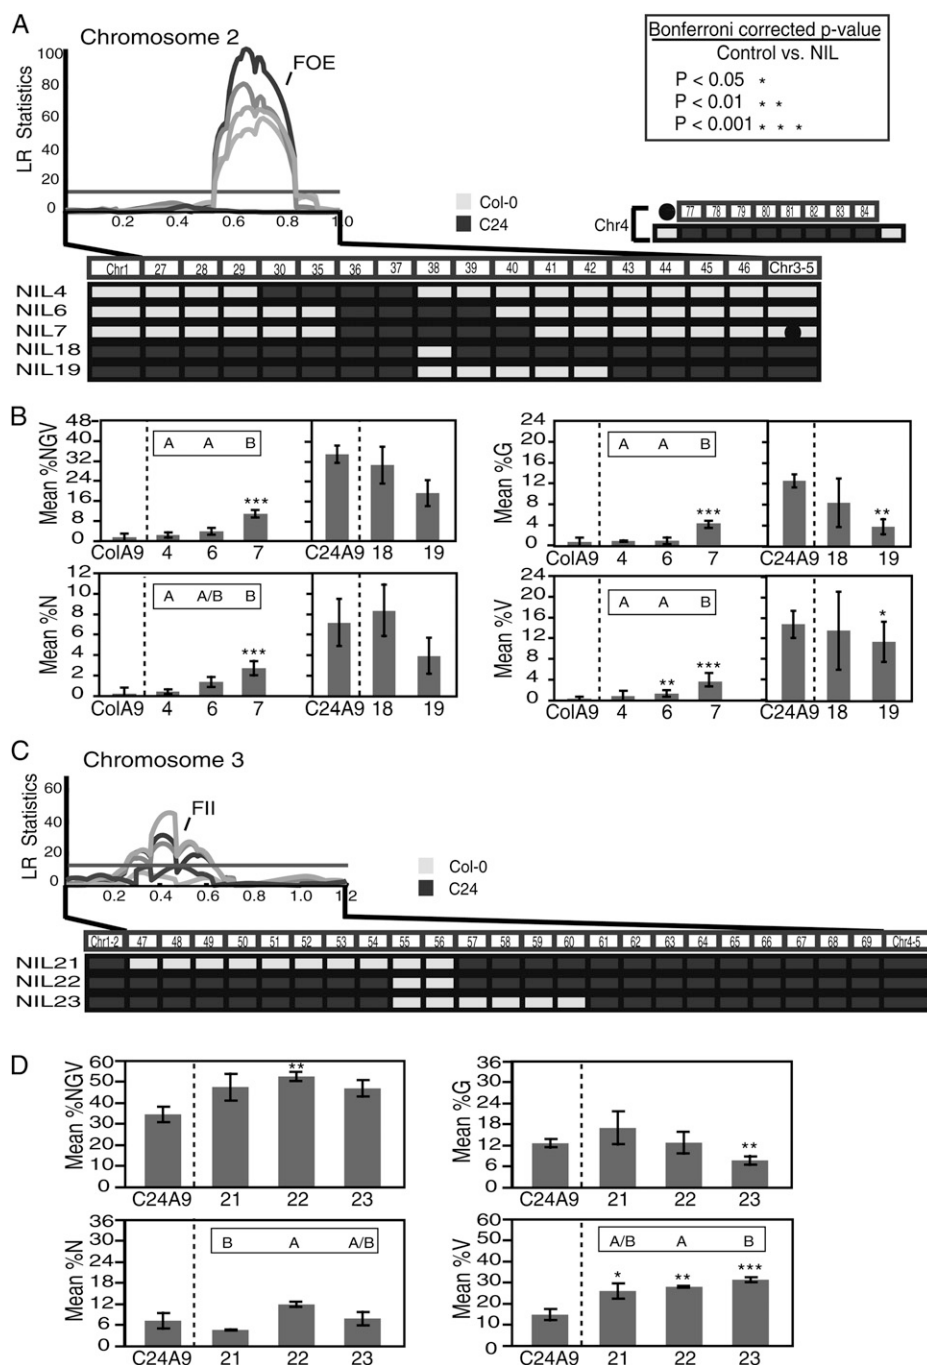 A
Chromosome 2
Bonferroni corrected p-value
Control vs. NIL
P < 0.05 *
P < 0.01 * *
P < 0.001 * * *
LR Statistics
100
80
60
40
20
0
FOE
0.2 0.4 0.6 0.8 1.0
Col-0
C24
Chr4
77 78 79 80 81 82 83 84
Chr1 27 28 29 30 35 36 37 38 39 40 41 42 43 44 45 46 Chr3-5
NIL4
NIL6
NIL7
NIL18
NIL19
B
Mean %NGV
48
40
32
24
16
8
0
A A B
***
ColA9 4 6 7 C24A9 18 19
Mean %G
24
20
16
12
8
4
0
A A B
*** **
ColA9 4 6 7 C24A9 18 19
Mean %N
12
10
8
6
4
2
0
A A/B B
***
ColA9 4 6 7 C24A9 18 19
Mean %V
24
20
16
12
8
4
0
A A B
** *** *
ColA9 4 6 7 C24A9 18 19
C
Chromosome 3
LR Statistics
60
40
20
0
FII
0.2 0.4 0.6 0.8 1.0 1.2
Col-0
C24
Chr1-2 47 48 49 50 51 52 53 54 55 56 57 58 59 60 61 62 63 64 65 66 67 68 69 Chr4-5
NIL21
NIL22
NIL23
D
Mean %NGV
60
50
40
30
20
10
0
**
C24A9 21 22 23
Mean %G
36
30
24
18
12
6
0
**
C24A9 21 22 23
Mean %N
36
30
24
18
12
6
0
B A A/B
C24A9 21 22 23
Mean %V
60
50
40
30
20
10
0
A/B A B
* ** ***
C24A9 21 22 23